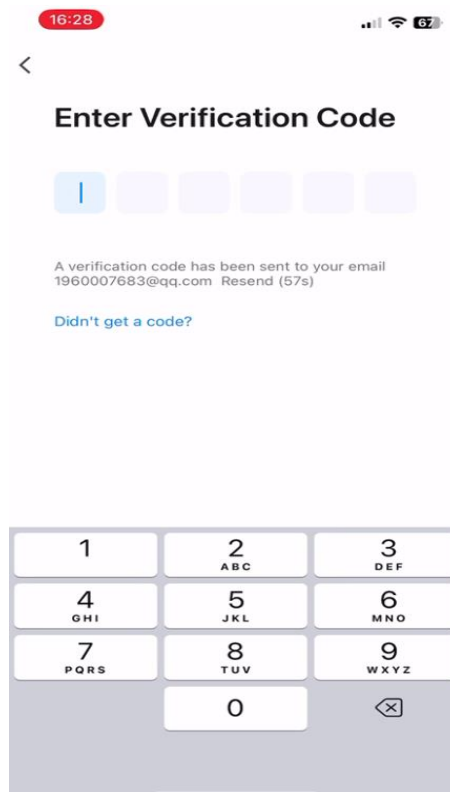 16:28
67
Enter Verification Code
A verification code has been sent to your email
1960007683@qq.com Resend (57s)
Didn't get a code?
1
2
ABC
3
DEF
4
GHI
5
JKL
6
MNO
7
PQRS
8
TUV
9
WXYZ
0